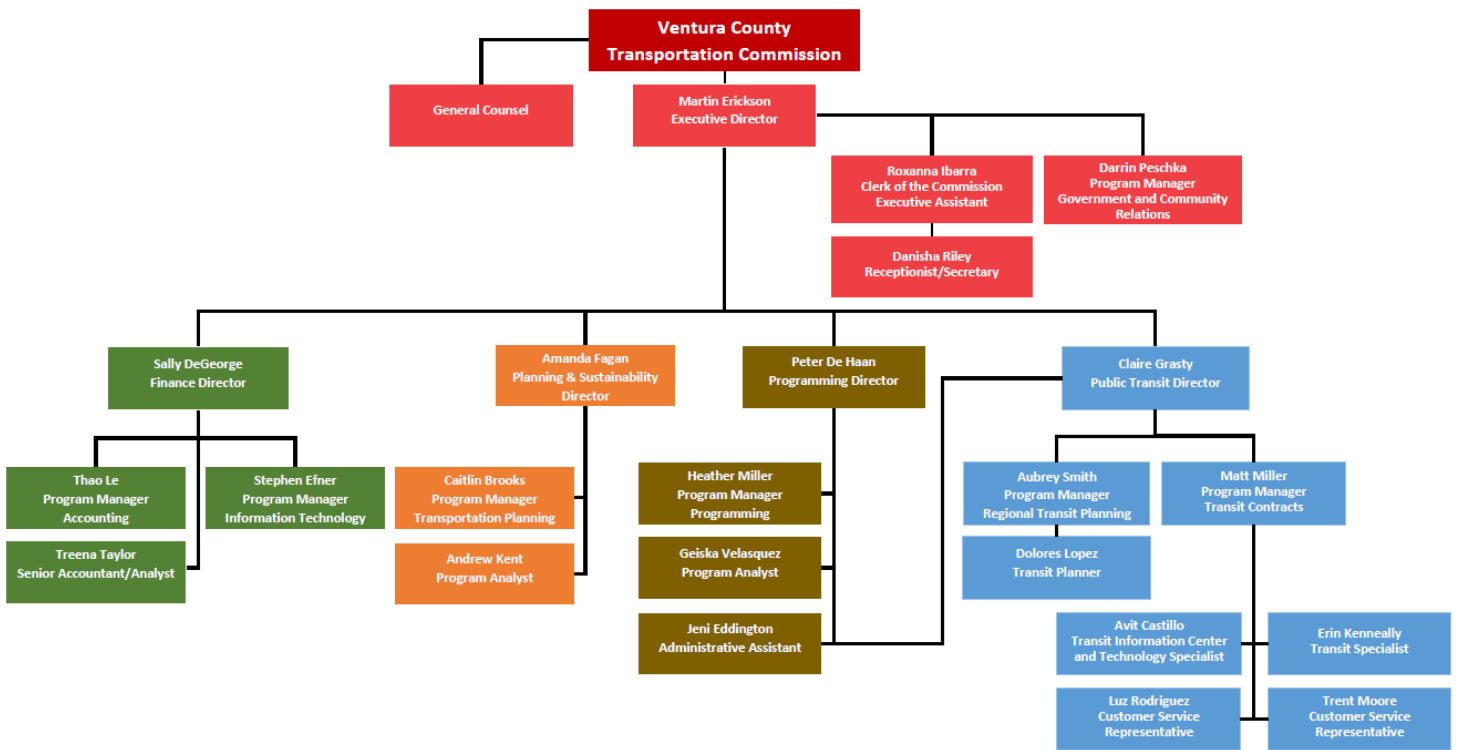 Ventura County
Transportation Commission
General Counsel
Martin Erickson
Executive Director
Roxanna Ibarra
Clerk of the Commission
Executive Assistant
Darrin Peschka
Program Manager
Government and Community
Relations
Danisha Riley
Receptionist/Secretary
Sally DeGeorge
Finance Director
Amanda Fagan
Planning & Sustainability
Director
Peter De Haan
Programming Director
Claire Grasty
Public Transit Director
Thao Le
Program Manager
Accounting
Stephen Efner
Program Manager
Information Technology
Treena Taylor
Senior Accountant/Analyst
Caitlin Brooks
Program Manager
Transportation Planning
Andrew Kent
Program Analyst
Heather Miller
Program Manager
Programming
Geiska Velasquez
Program Analyst
Jeni Eddington
Administrative Assistant
Aubrey Smith
Program Manager
Regional Transit Planning
Matt Miller
Program Manager
Transit Contracts
Dolores Lopez
Transit Planner
Avit Castillo
Transit Information Center
and Technology Specialist
Erin Kenneally
Transit Specialist
Luz Rodriguez
Customer Service
Representative
Trent Moore
Customer Service
Representative